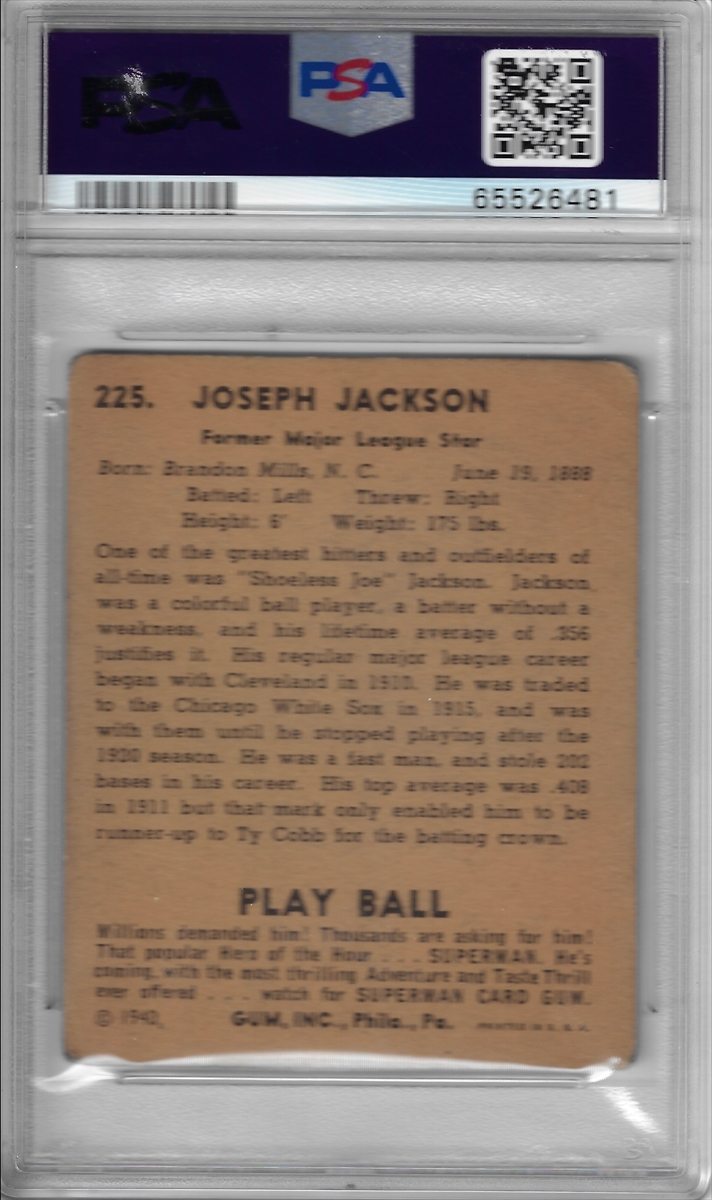 PSA
PSA
65526481
225. JOSEPH JACKSON
Former Major League Star
Born: Brandon Mills, N. C. June 19, 1888
Batted: Left Threw: Right
Height: 6' Weight: 175 lbs.
One of the greatest hitters and outfielders of
all-time was "Shoeless Joe" Jackson. Jackson
was a colorful ball player, a batter without a
weakness, and his lifetime average of .356
justifies it. His regular major league career
began with Cleveland in 1910. He was traded
to the Chicago White Sox in 1915, and was
with them until he stopped playing after the
1920 season. He was a fast man, and stole 202
bases in his career. His top average was .408
in 1911 but that mark only enabled him to be
runner-up to Ty Cobb for the batting crown.
PLAY BALL
Millions demanded him! Thousands are asking for him!
That popular Hero of the Hour . . . SUPERMAN. He's
coming, with the most thrilling Adventure and Taste Thrill
ever offered . . . watch for SUPERMAN CARD GUM.
© 1940, GUM, INC., Phila., Pa. PRINTED IN U. S. A.